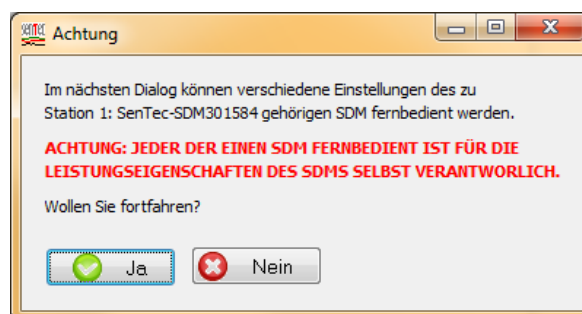 Achtung
Im nächsten Dialog können verschiedene Einstellungen des zu
Station 1: SenTec-SDM301584 gehörigen SDM fernbedient werden.
ACHTUNG: JEDER DER EINEN SDM FERNBEDIENT IST FÜR DIE
LEISTUNGSEIGENSCHAFTEN DES SDMS SELBST VERANTWORLICH.
Wollen Sie fortfahren?
Ja
Nein